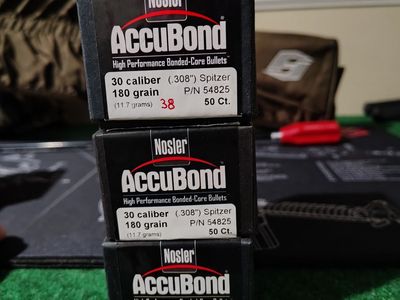 Nosler
AccuBond
High Performance Bonded-Core Bullets
30 caliber (.308") Spitzer
180 grain P/N 54825
(11.7 grams) 38 50 Ct.
Nosler
AccuBond
High Performance Bonded-Core Bullets
30 caliber (.308") Spitzer
180 grain P/N 54825
(11.7 grams) 50 Ct.
Nosler
AccuBond